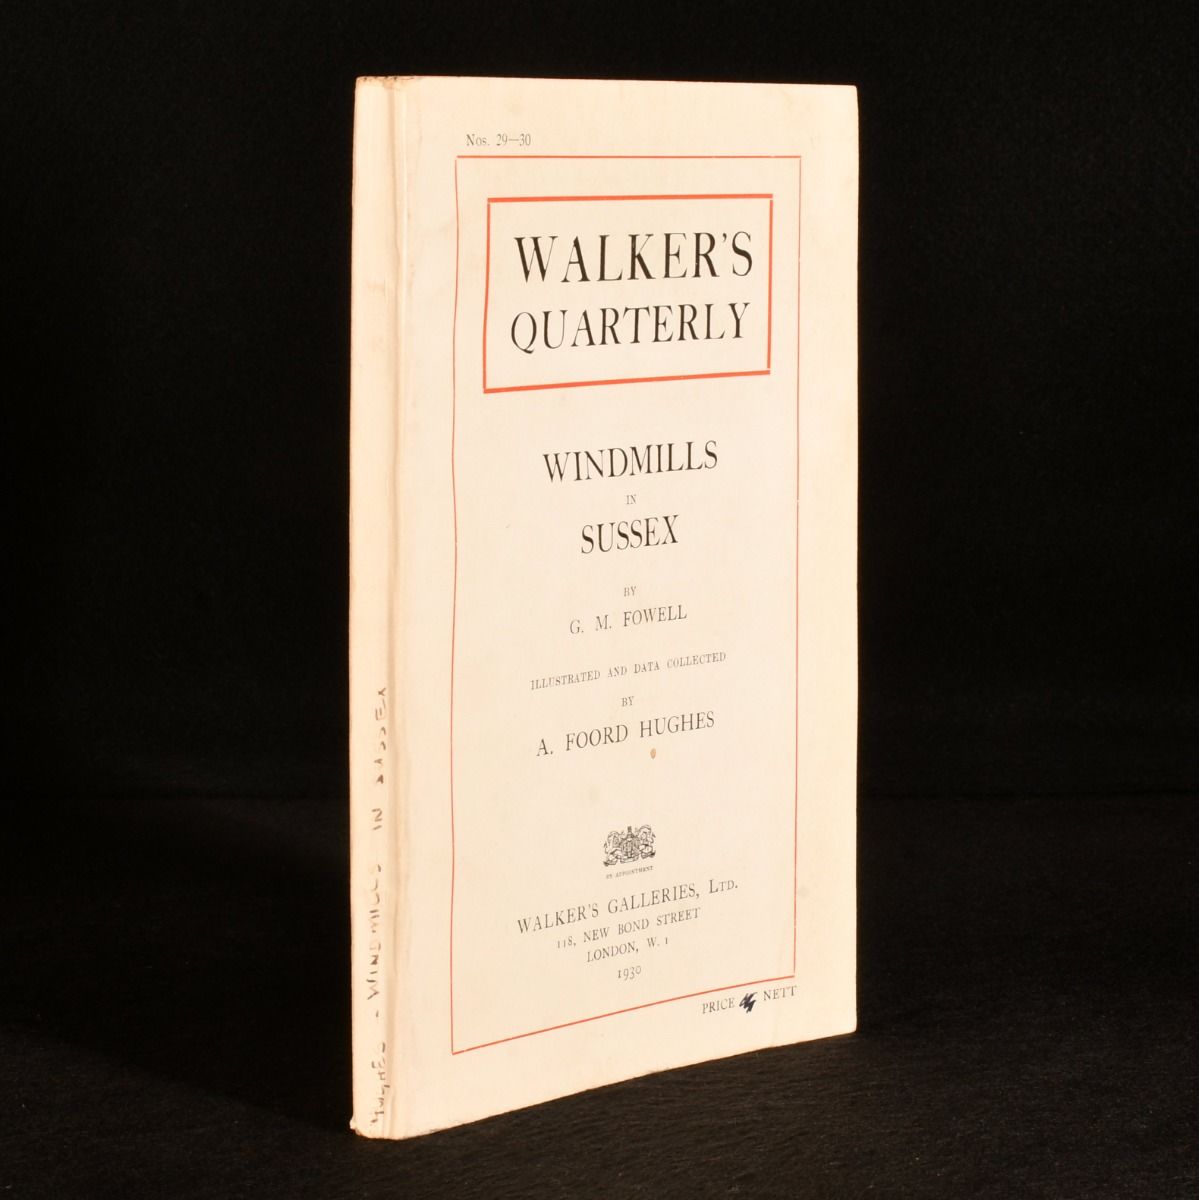 Nos. 29—30
WALKER'S
QUARTERLY
WINDMILLS
IN
SUSSEX
BY
G. M. FOWELL
ILLUSTRATED AND DATA COLLECTED
BY
A. FOORD HUGHES
BY APPOINTMENT
WALKER'S GALLERIES, LTD.
118, NEW BOND STREET
LONDON, W. 1
1930
PRICE NETT
HUGHES - WINDMILLS IN SUSSEX